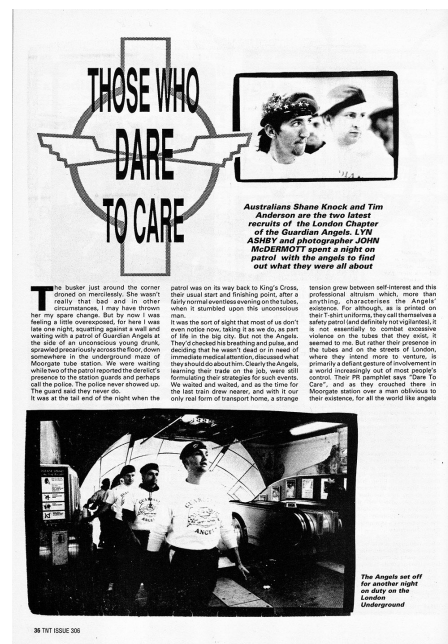 THOSE WHO
DARE
TO CARE
Australians Shane Knock and Tim
Anderson are the two latest
recruits of the London Chapter
of the Guardian Angels. LYN
ASHBY and photographer JOHN
McDERMOTT spent a night on
patrol with the angels to find
out what they were all about
The busker just around the corner
droned on mercilessly. She wasn't
really that bad and in other
circumstances, I may have thrown
her my spare change. But by now I was
feeling a little overexposed, for here I was
late one night, squatting against a wall and
waiting with a patrol of Guardian Angels at
the side of an unconscious young drunk,
sprawled precariously across the floor, down
somewhere in the underground maze of
Moorgate tube station. We were waiting
while two of the patrol reported the derelict's
presence to the station guards and perhaps
call the police. The police never showed up.
The guard said they never do.
It was at the tail end of the night when the
patrol was on its way back to King's Cross,
their usual start and finishing point, after a
fairly normal eventless evening on the tubes,
when it stumbled upon this unconscious
man.
It was the sort of sight that most of us don't
even notice now, taking it as we do, as part
of life in the big city. But not the Angels.
They'd checked his breathing and pulse, and
deciding that he wasn't dead or in need of
immediate medical attention, discussed what
they should do about him. Clearly the Angels,
learning their trade on the job, were still
formulating their strategies for such events.
We waited and waited, and as the time for
the last train drew nearer, and with it our
only real form of transport home, a strange
tension grew between self-interest and this
professional altruism which, more than
anything, characterises the Angels'
existence. For although, as is printed on
their T-shirt uniforms, they call themselves a
safety patrol (and definitely not vigilantes), it
is not essentially to combat excessive
violence on the tubes that they exist, it
seemed to me. But rather their presence in
the tubes and on the streets of London,
where they intend more to venture, is
primarily a defiant gesture of involvement in
a world increasingly out of most people's
control. Their PR pamphlet says "Dare To
Care", and as they crouched there in
Moorgate station over a man oblivious to
their existence, for all the world like angels
ANGELS
The Angels set off
for another night
on duty on the
London
Underground
36 TNT ISSUE 306